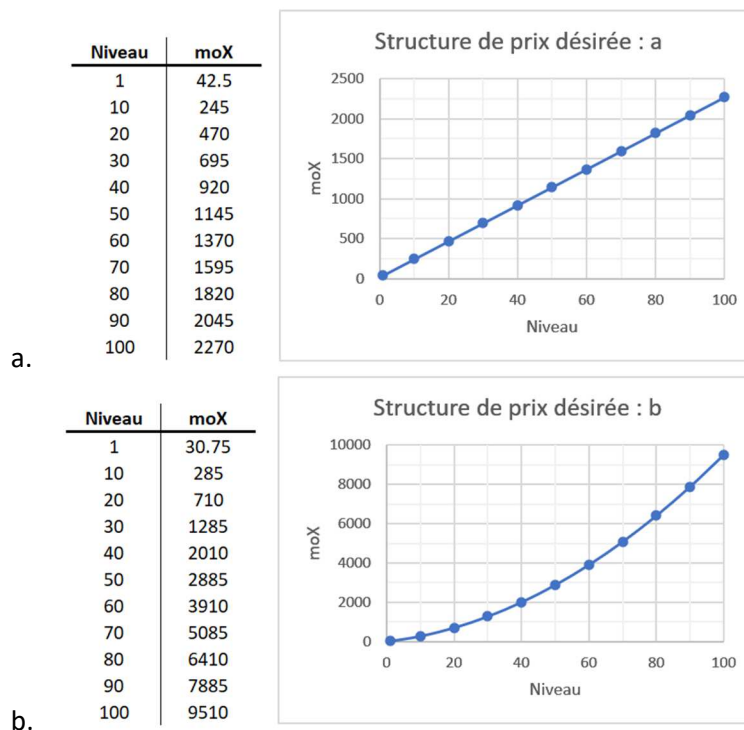 Niveau moX
1 42.5
10 245
20 470
30 695
40 920
50 1145
60 1370
70 1595
80 1820
90 2045
100 2270
a.
Structure de prix désirée : a
2500
2000
1500
1000
500
0
moX
0 20 40 60 80 100
Niveau
Niveau moX
1 30.75
10 285
20 710
30 1285
40 2010
50 2885
60 3910
70 5085
80 6410
90 7885
100 9510
b.
Structure de prix désirée : b
10000
8000
6000
4000
2000
0
moX
0 20 40 60 80 100
Niveau